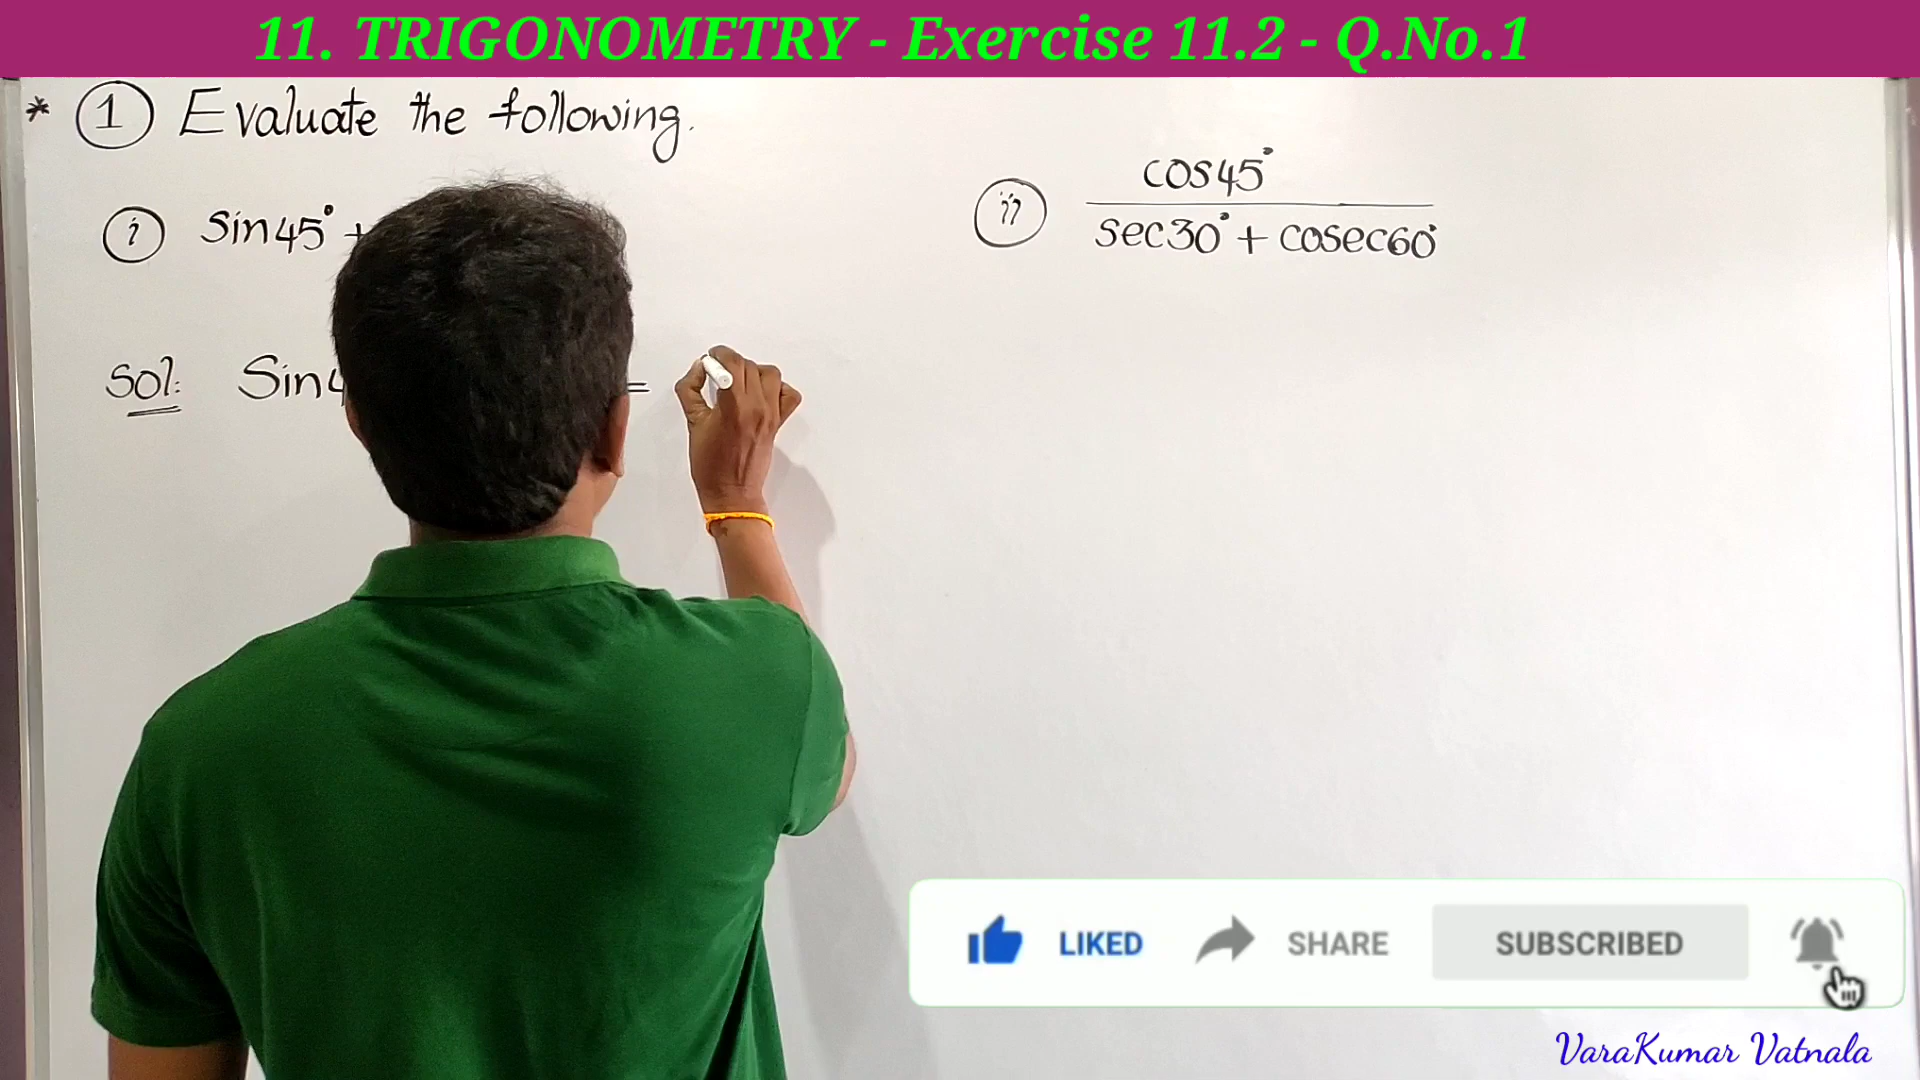 11. TRIGONOMETRY - Exercise 11.2 - Q.No.1
* 1 Evaluate the following.
i sin45° +
ii cos45°
sec30° + cosec60°
Sol: Sin4 =
LIKED SHARE SUBSCRIBED
VaraKumar Vatnala